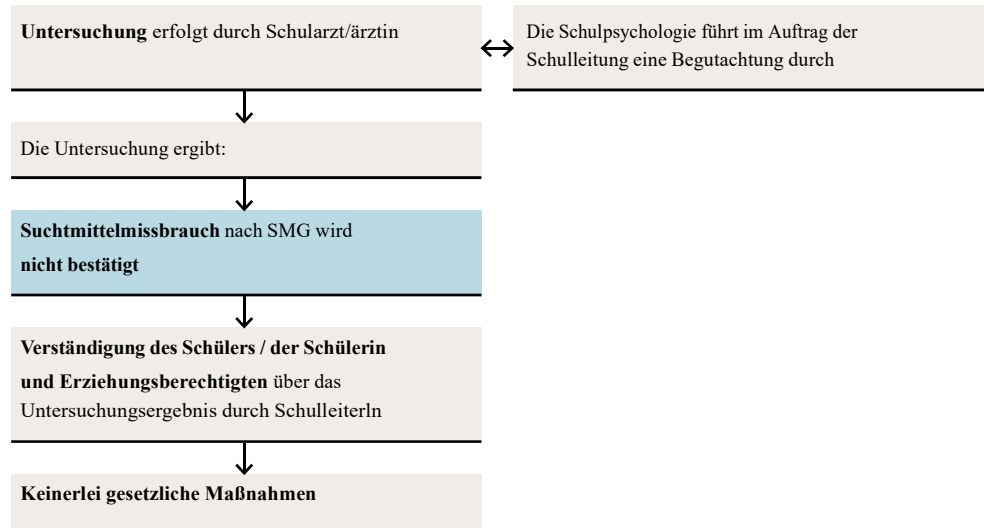 Untersuchung erfolgt durch Schularzt/ärztin
Die Schulpsychologie führt im Auftrag der
Schulleitung eine Begutachtung durch
Die Untersuchung ergibt:
Suchtmittelmissbrauch nach SMG wird
nicht bestätigt
Verständigung des Schülers / der Schülerin
und Erziehungsberechtigten über das
Untersuchungsergebnis durch Schulleiterln
Keinerlei gesetzliche Maßnahmen